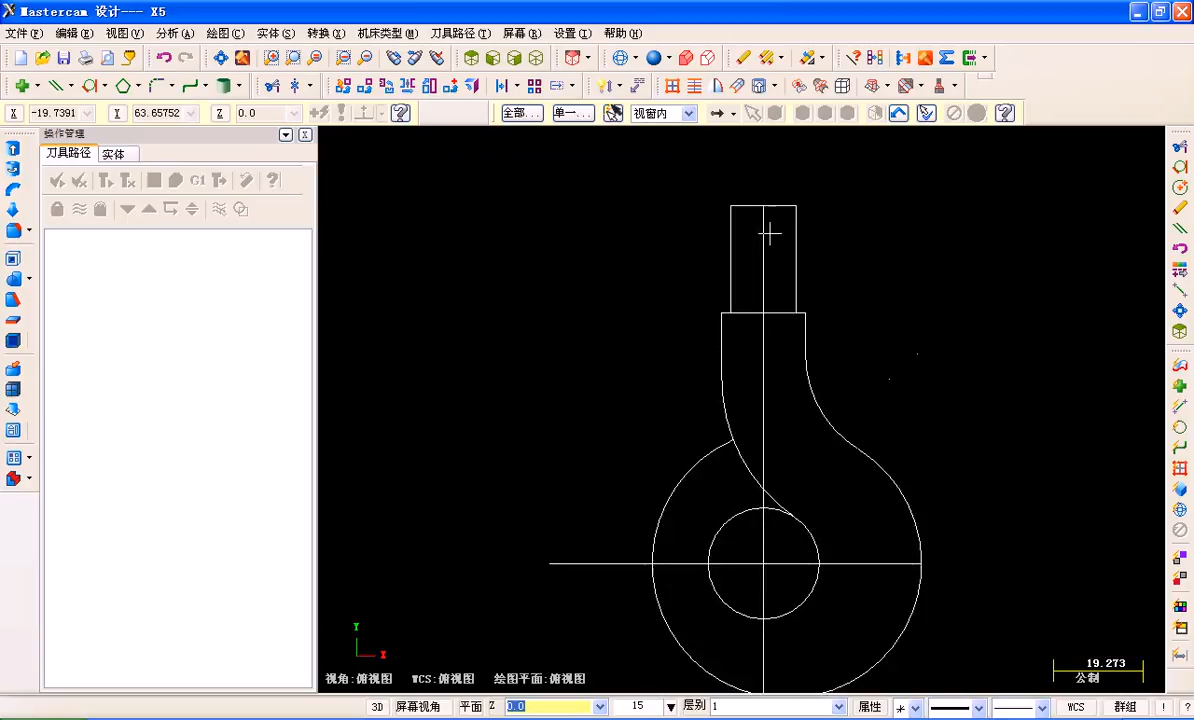 Mastercam 设计--- X5
文件(F) 编辑(E) 视图(V) 分析(A) 绘图(C) 实体(S) 转换(X) 机床类型(M) 刀具路径(T) 屏幕(R) 设置(I) 帮助(H)
X -19.7391 Y 63.65752 Z 0.0 全部... 单一... 视窗内
操作管理
刀具路径 实体
G1
Y
X
19.273
公制
视角:俯视图 WCS:俯视图 绘图平面:俯视图
3D 屏幕视角 平面 Z 0.0 15 层别 1 属性 WCS 群组 ! ?